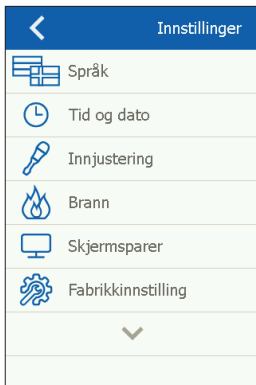 Innstillinger
Språk
Tid og dato
Innjustering
Brann
Skjermsparer
Fabrikkinnstilling